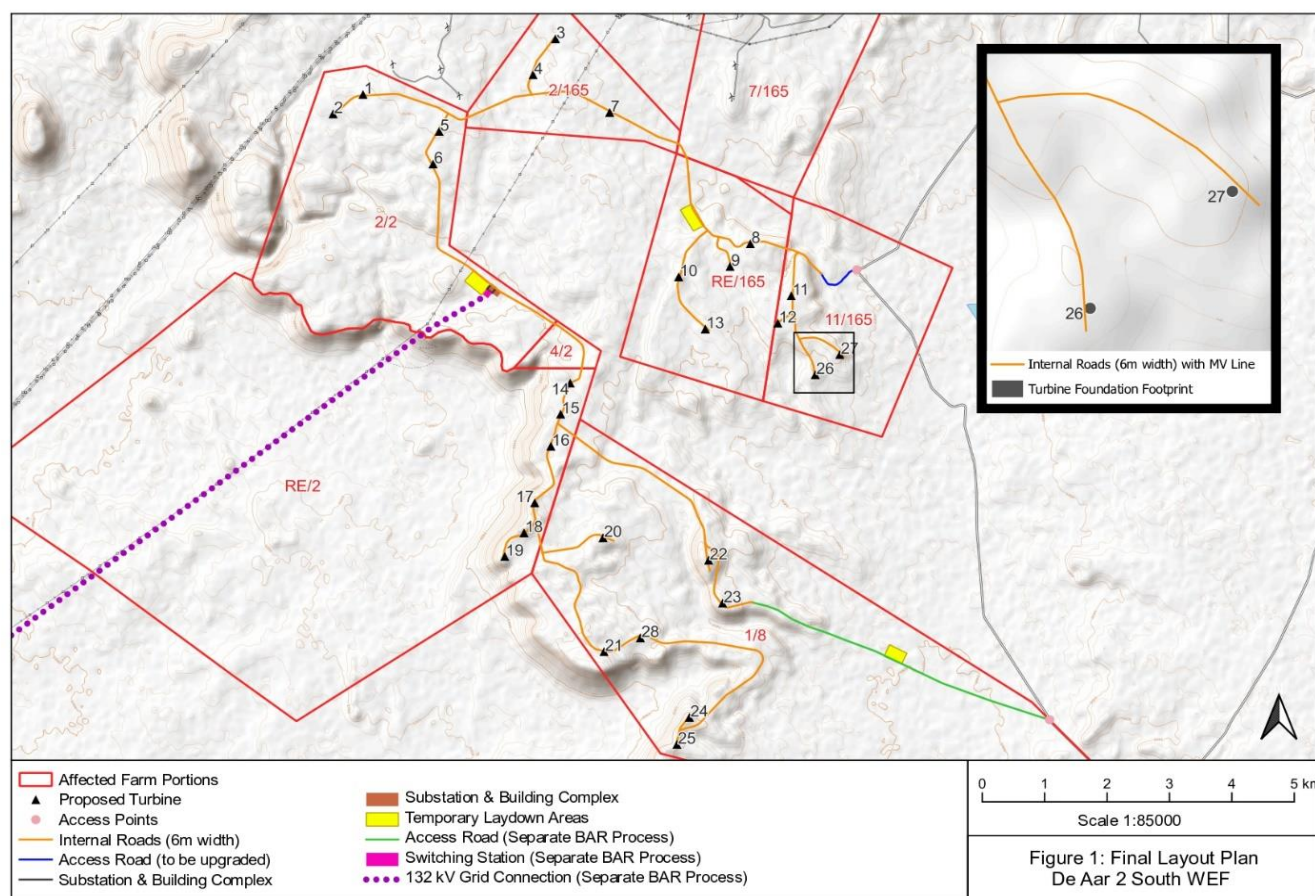 3
4
2/165
7/165
1
2
7
5
6
2/2
8
9
10
RE/165
11
11/165
12
13
27
26
27
26
Internal Roads (6m width) with MV Line
Turbine Foundation Footprint
4/2
14
15
16
RE/2
17
18
19
20
22
23
1/8
21
28
24
25
Affected Farm Portions
Proposed Turbine
Access Points
Internal Roads (6m width)
Access Road (to be upgraded)
Substation & Building Complex
Substation & Building Complex
Temporary Laydown Areas
Access Road (Separate BAR Process)
Switching Station (Separate BAR Process)
132 kV Grid Connection (Separate BAR Process)
0 1 2 3 4 5 km
Scale 1:85000
Figure 1: Final Layout Plan
De Aar 2 South WEF